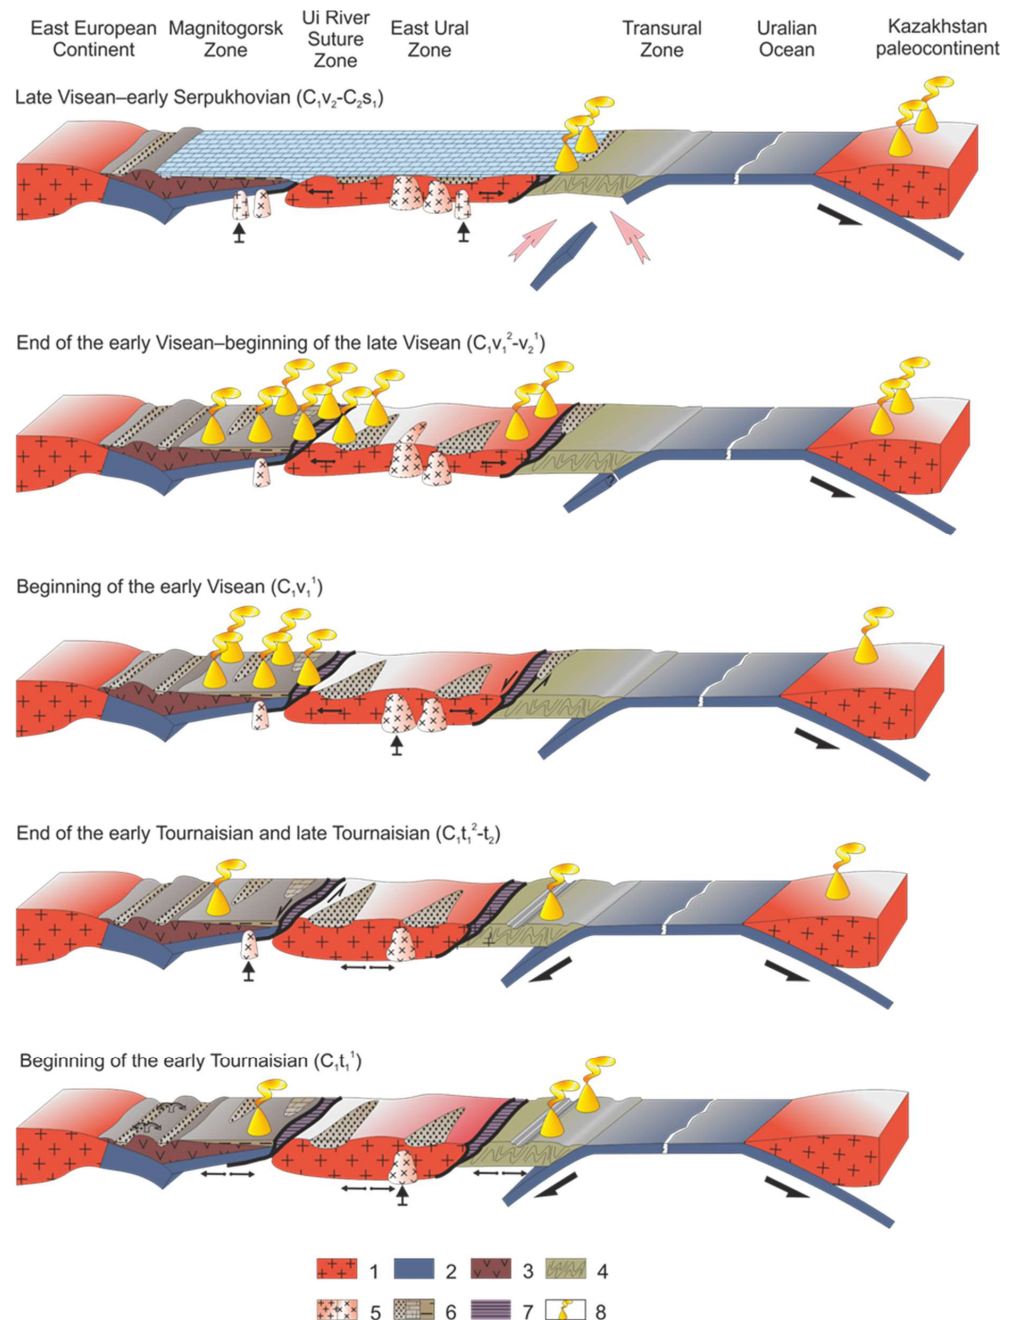 East European
Continent
Magnitogorsk
Zone
Ui River
Suture
Zone
East Ural
Zone
Transural
Zone
Uralian
Ocean
Kazakhstan
paleocontinent
Late Visean–early Serpukhovian (C₁v₂-C₂s₁)
End of the early Visean–beginning of the late Visean (C₁v₁²-v₂¹)
Beginning of the early Visean (C₁v₁¹)
End of the early Tournaisian and late Tournaisian (C₁t₁²-t₂)
Beginning of the early Tournaisian (C₁t₁¹)
1 2 3 4
5 6 7 8